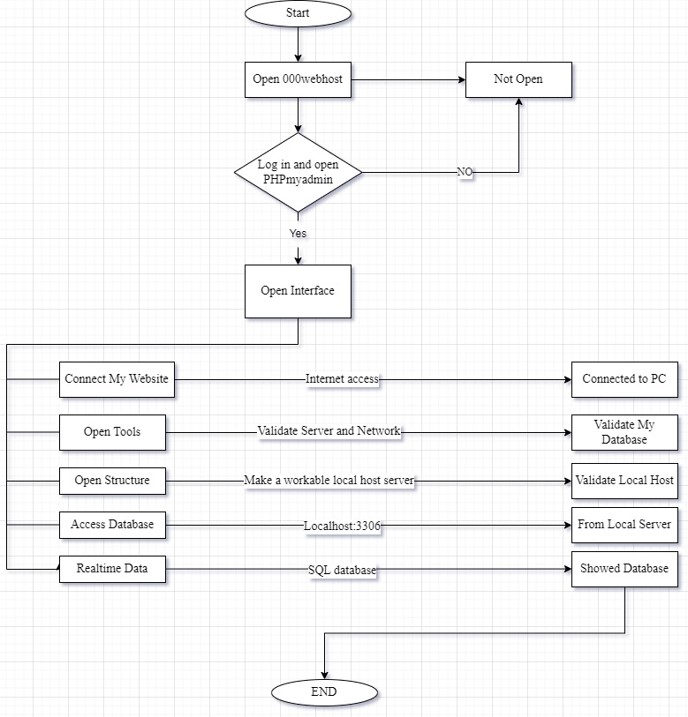 Start
Open 000webhost
Not Open
Log in and open
PHPmyadmin
NO
Yes
Open Interface
Connect My Website
Internet access
Connected to PC
Open Tools
Validate Server and Network
Validate My
Database
Open Structure
Make a workable local host server
Validate Local Host
Access Database
Localhost:3306
From Local Server
Realtime Data
SQL database
Showed Database
END